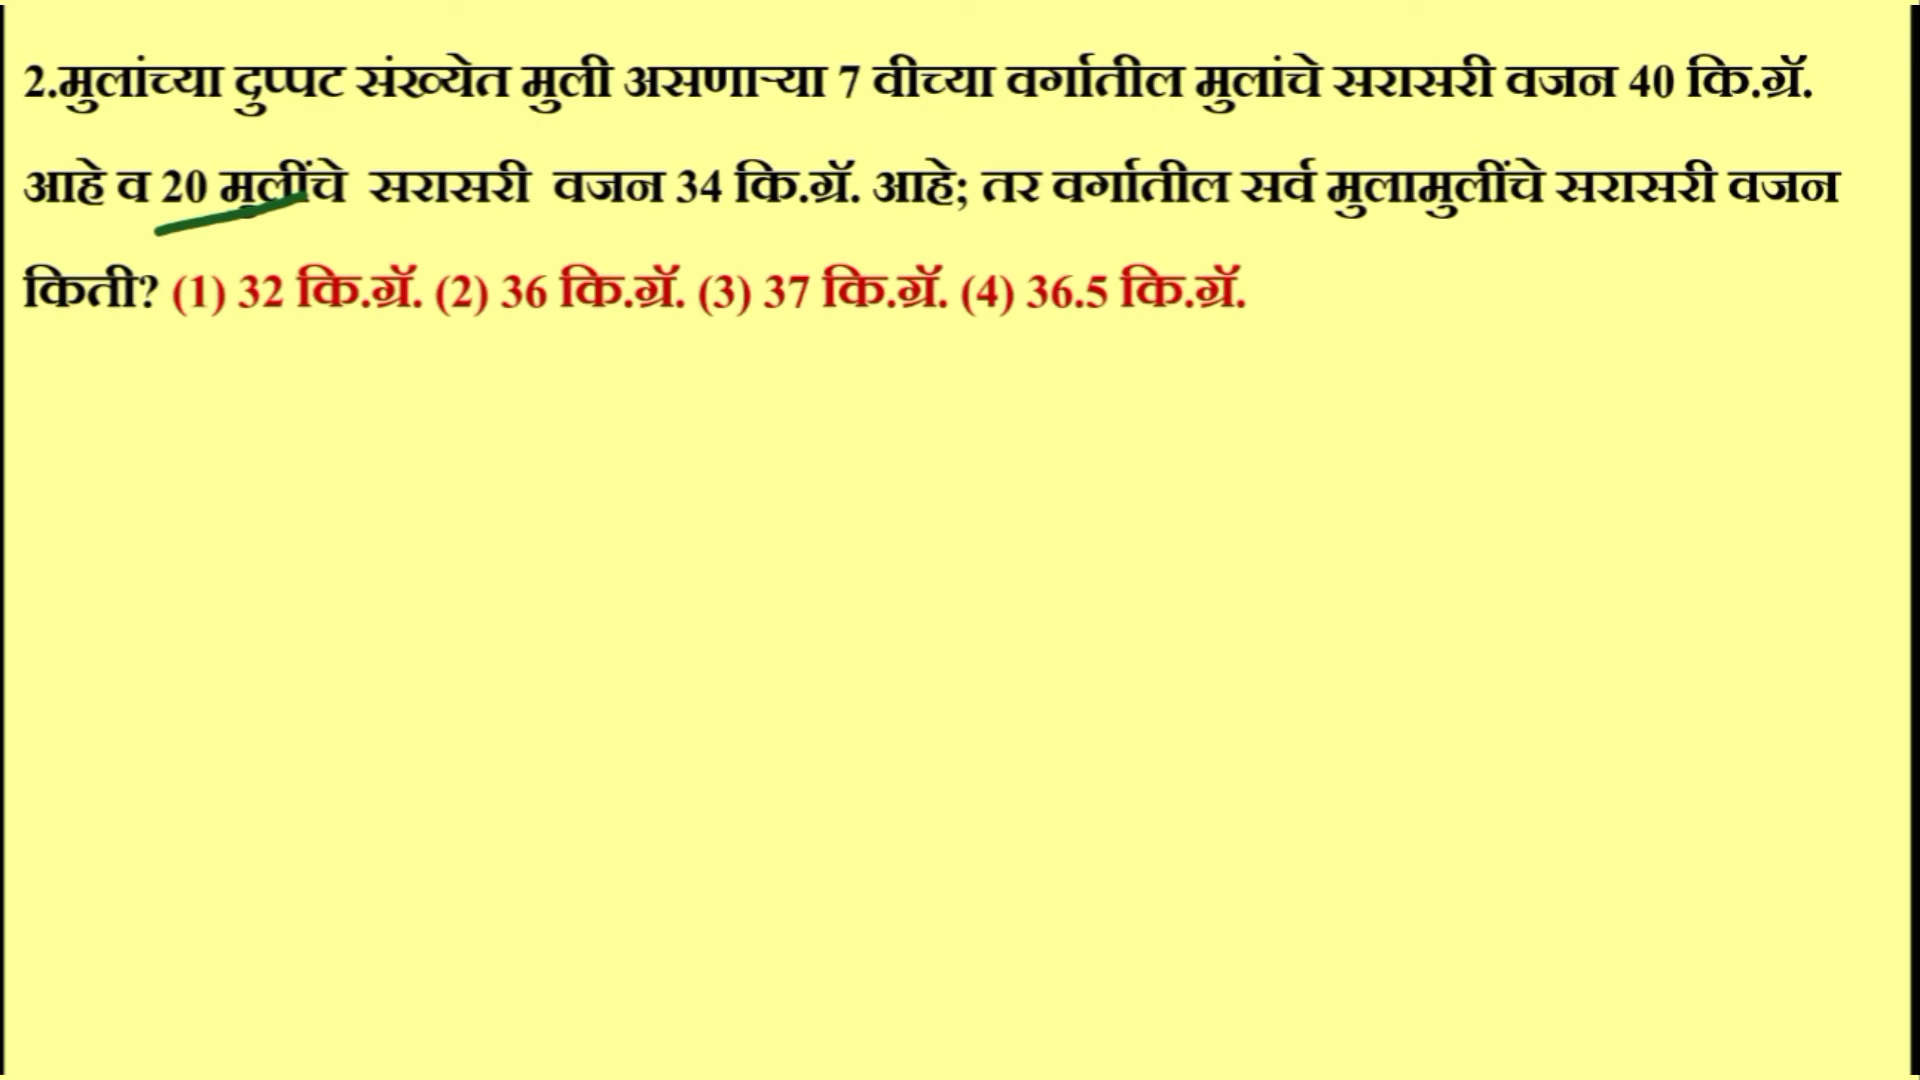 2.मुलांच्या दुप्पट संख्येत मुली असणाऱ्या 7 वीच्या वर्गातील मुलांचे सरासरी वजन 40 कि.ग्रॅ.
आहे व 20 मुलींचे सरासरी वजन 34 कि.ग्रॅ. आहे; तर वर्गातील सर्व मुलामुलींचे सरासरी वजन
किती? (1) 32 कि.ग्रॅ. (2) 36 कि.ग्रॅ. (3) 37 कि.ग्रॅ. (4) 36.5 कि.ग्रॅ.